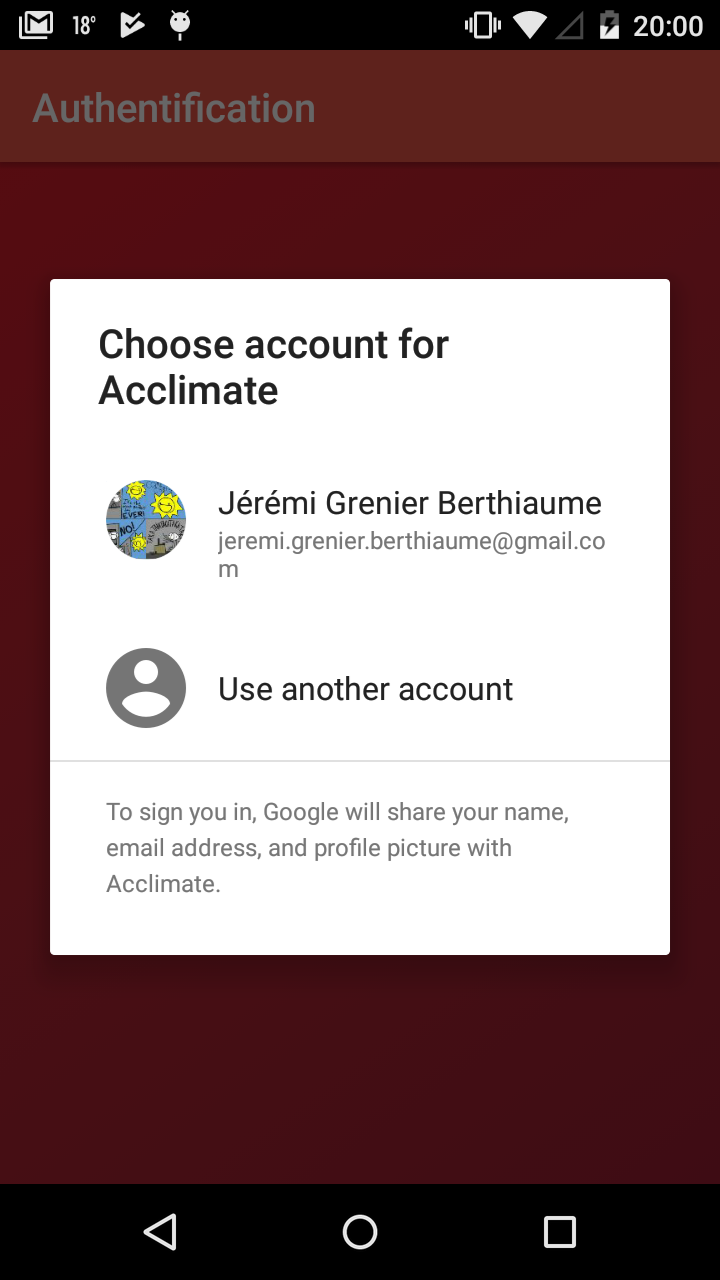 18°
20:00
Authentification
Choose account for
Acclimate
Jérémi Grenier Berthiaume
jeremi.grenier.berthiaume@gmail.co
m
Use another account
To sign you in, Google will share your name,
email address, and profile picture with
Acclimate.